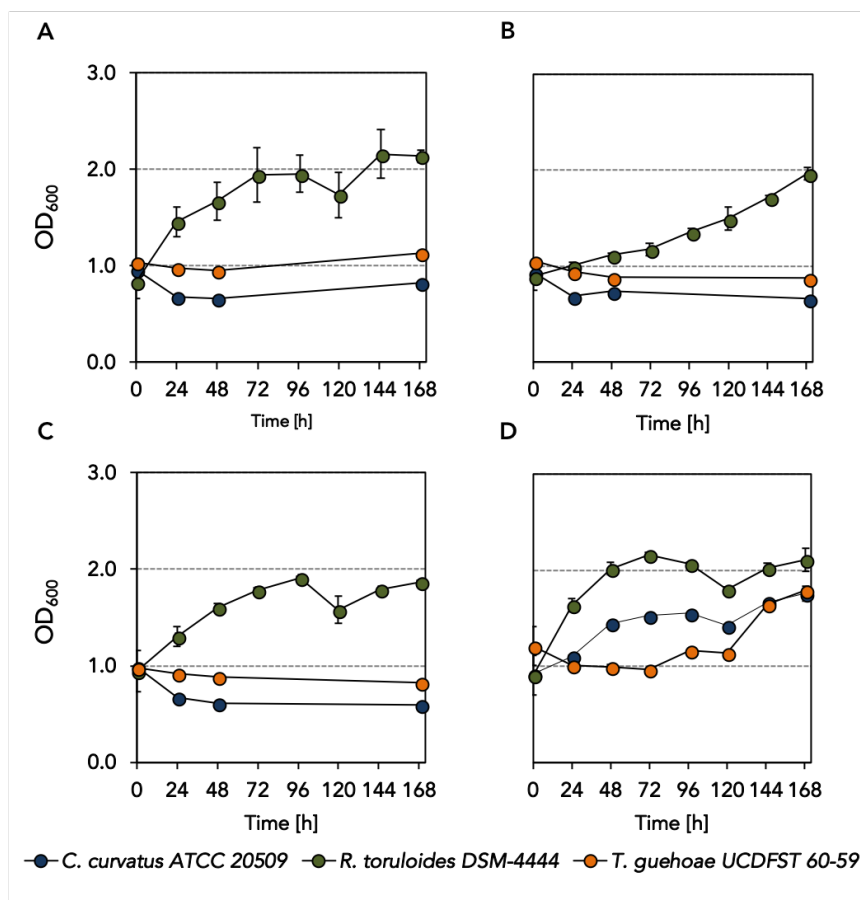 A
B
3.0
2.0
1.0
0.0
OD600
0 24 48 72 96 120 144 168
0 24 48 72 96 120 144 168
Time [h]
Time [h]
C
D
3.0
2.0
1.0
0.0
OD600
0 24 48 72 96 120 144 168
0 24 48 72 96 120 144 168
Time [h]
Time [h]
C. curvatus ATCC 20509 R. toruloides DSM-4444 T. guehoae UCDFST 60-59